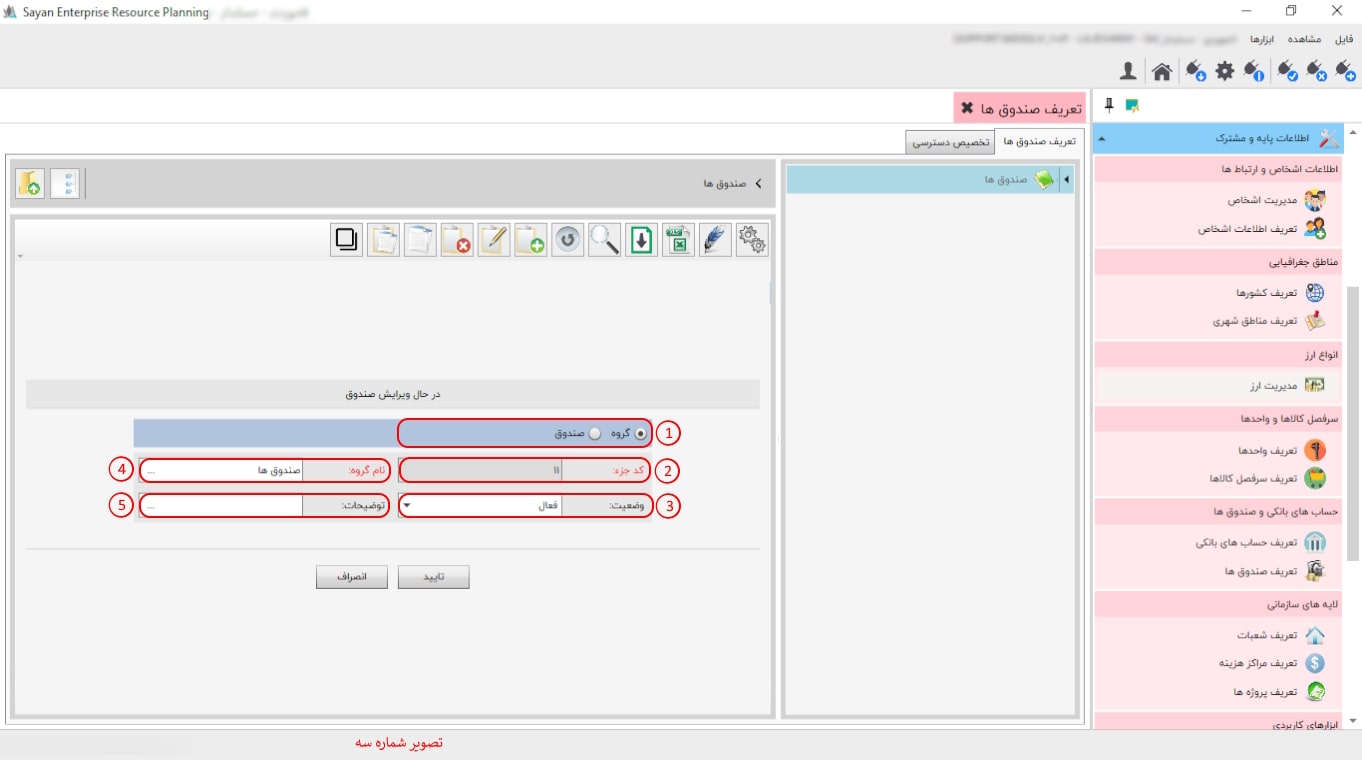 Sayan Enterprise Resource Planning
فایل مشاهده ابزارها
تعریف صندوق ها
تعریف صندوق ها
تخصیص دسترسی
اطلاعات پایه و مشترک
اطلاعات اشخاص و ارتباط ها
مدیریت اشخاص
تعریف اطلاعات اشخاص
مناطق جغرافیایی
تعریف کشورها
تعریف مناطق شهری
انواع ارز
مدیریت ارز
سرفصل کالاها و واحدها
تعریف واحدها
تعریف سرفصل کالاها
حساب های بانکی و صندوق ها
تعریف حساب های بانکی
تعریف صندوق ها
لایه های سازمانی
تعریف شعبات
تعریف مراکز هزینه
تعریف پروژه ها
ابزارهای کاربردی
صندوق ها
صندوق ها
در حال ویرایش صندوق
1 گروه صندوق
2 کد جزء: 11
4 نام گروه: صندوق ها ...
3 وضعیت: فعال
5 توضیحات: ...
تایید
انصراف
تصویر شماره سه